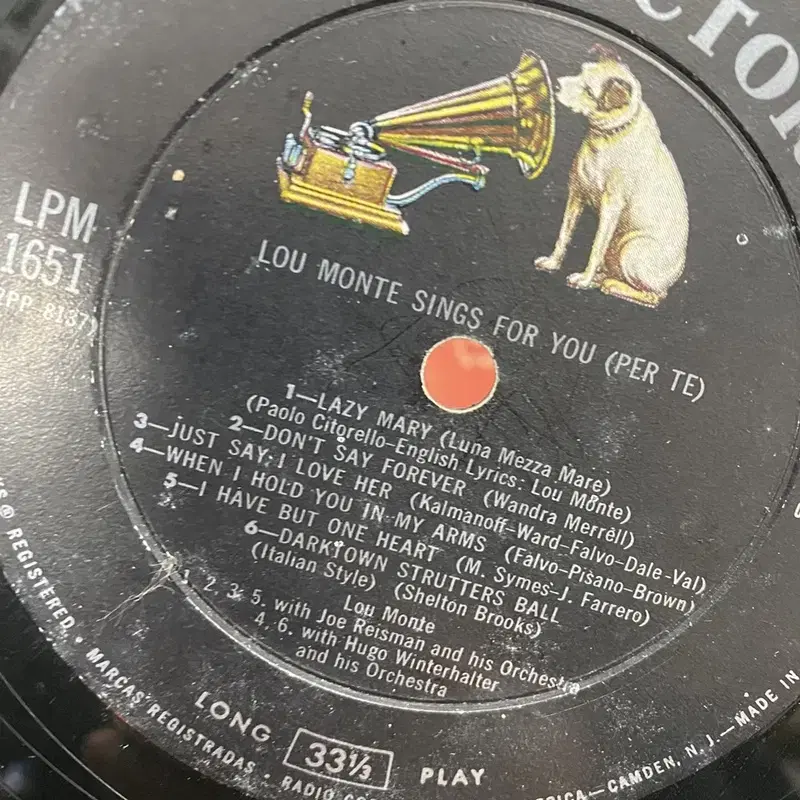 LPM
1651
LOU MONTE SINGS FOR YOU (PER TE)
1—LAZY MARY (Luna Mezza Mare)
(Paolo Citorello-English Lyrics: Lou Monte)
2—DON'T SAY FOREVER (Wandra Merrell)
3—JUST SAY I LOVE HER (Kalmanoff-Ward-Falvo-Dale-Val)
4—WHEN I HOLD YOU IN MY ARMS (Falvo-Pisano-Brown)
5—I HAVE BUT ONE HEART (M. Symes-J. Farrero)
6—DARKTOWN STRUTTERS BALL
(Italian Style) (Shelton Brooks)
Lou Monte
1, 2, 3, 5. with Joe Reisman and his Orchestra
4, 6. with Hugo Winterhalter
and his Orchestra
LONG 33⅓ PLAY
® REGISTERED • MARCAS REGISTRADAS • RADIO
CAMDEN, N. J.—MADE IN